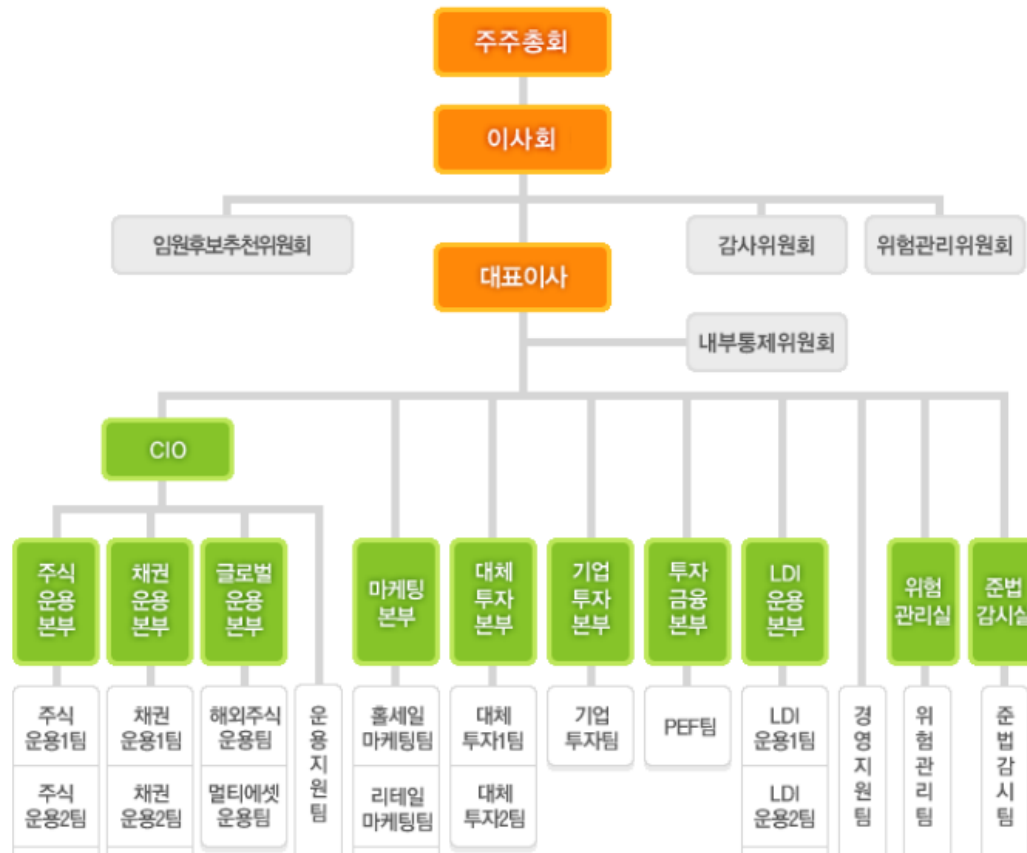 주주총회
이사회
임원후보추천위원회
감사위원회
위험관리위원회
대표이사
내부통제위원회
CIO
주식
운용
본부
채권
운용
본부
글로벌
운용
본부
마케팅
본부
대체
투자
본부
기업
투자
본부
투자
금융
본부
LDI
운용
본부
위험
관리실
준법
감시실
주식
운용1팀
채권
운용1팀
해외주식
운용팀
운용지원팀
홀세일
마케팅팀
대체
투자1팀
기업
투자팀
PEF팀
LDI
운용1팀
경영지원팀
위험관리팀
준법감시팀
주식
운용2팀
채권
운용2팀
멀티에셋
운용팀
리테일
마케팅팀
대체
투자2팀
LDI
운용2팀